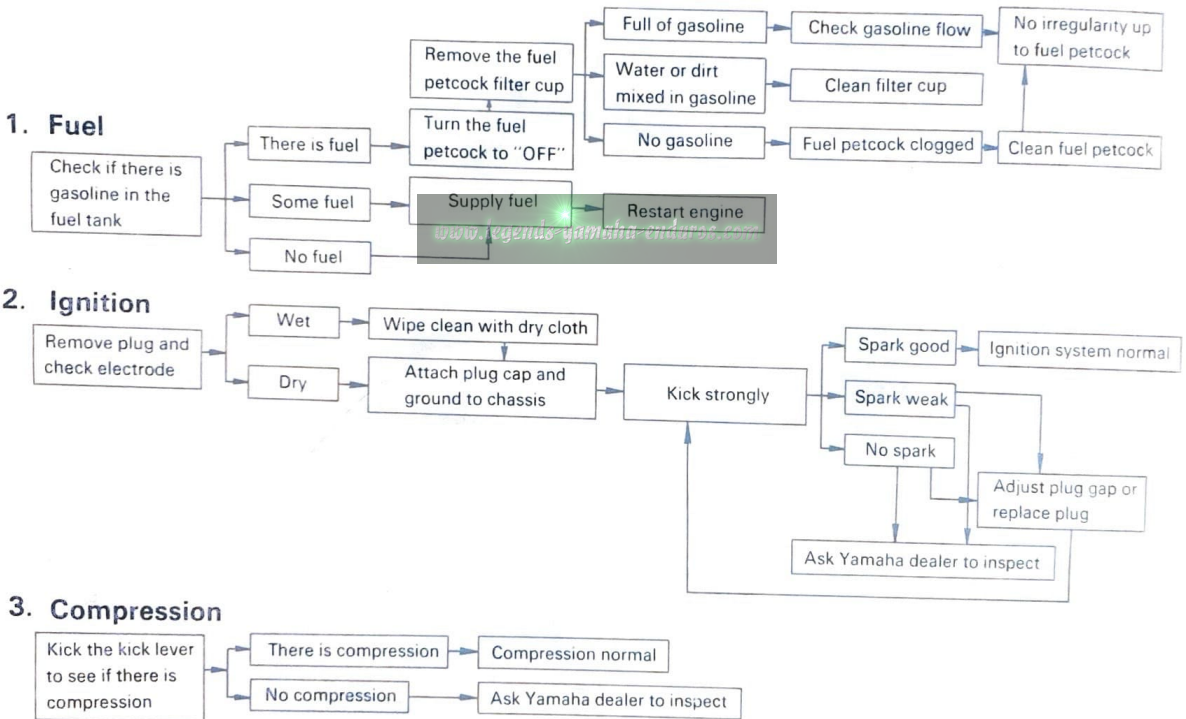 1. Fuel
Check if there is
gasoline in the
fuel tank
There is fuel
Some fuel
No fuel
Turn the fuel
petcock to "OFF"
Remove the fuel
petcock filter cup
Supply fuel
Restart engine
www.legends-yamaha-enduros.com
Full of gasoline
Check gasoline flow
No irregularity up
to fuel petcock
Water or dirt
mixed in gasoline
Clean filter cup
No gasoline
Fuel petcock clogged
Clean fuel petcock
2. Ignition
Remove plug and
check electrode
Wet
Wipe clean with dry cloth
Dry
Attach plug cap and
ground to chassis
Kick strongly
Spark good
Ignition system normal
Spark weak
No spark
Adjust plug gap or
replace plug
Ask Yamaha dealer to inspect
3. Compression
Kick the kick lever
to see if there is
compression
There is compression
Compression normal
No compression
Ask Yamaha dealer to inspect